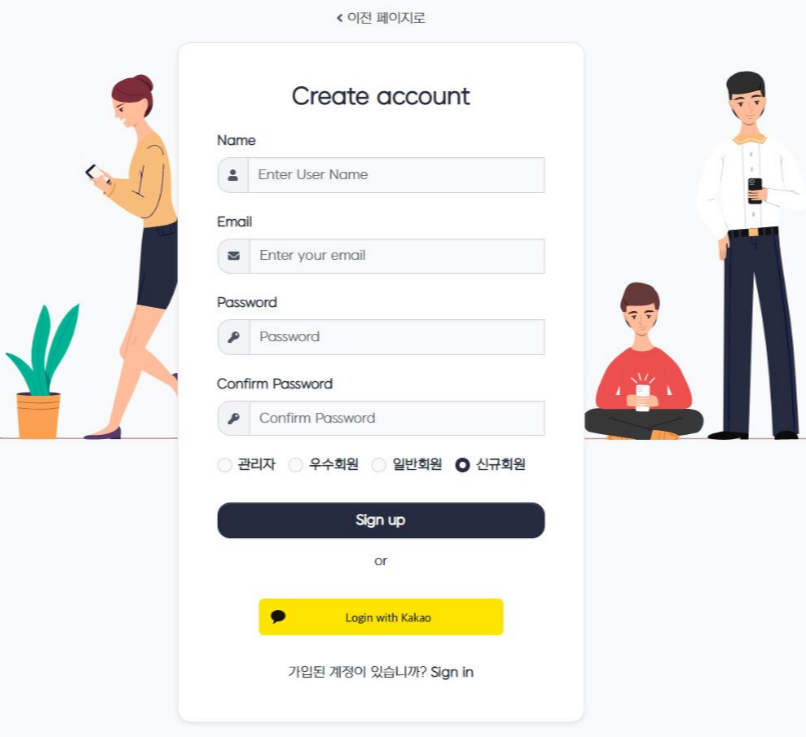 이전 페이지로
Create account
Name
Enter User Name
Email
Enter your email
Password
Password
Confirm Password
Confirm Password
관리자 우수회원 일반회원 신규회원
Sign up
or
Login with Kakao
가입된 계정이 있습니까? Sign in